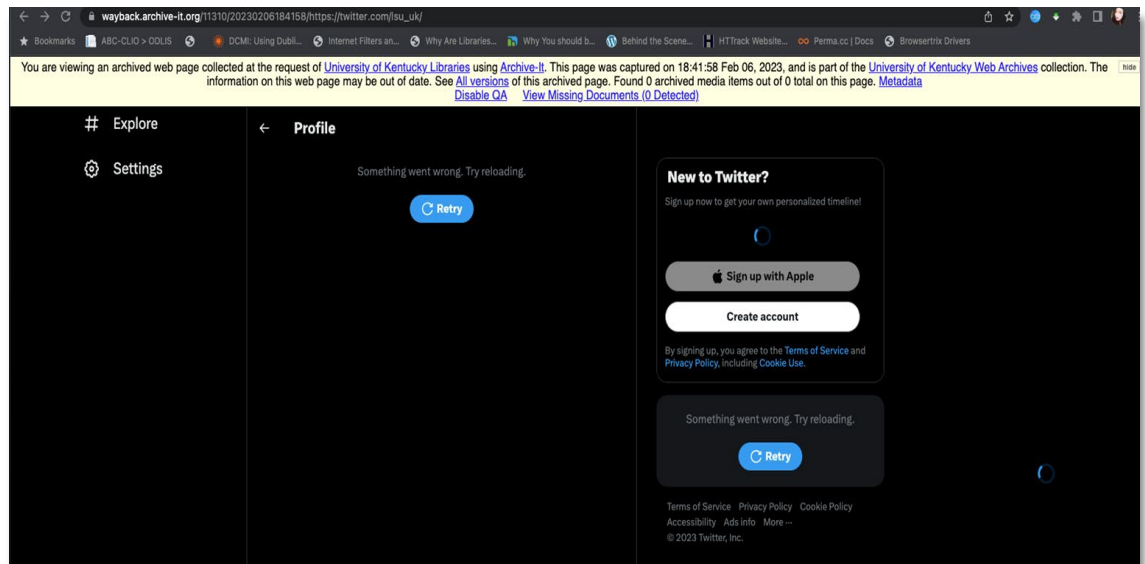 wayback.archive-it.org/11310/20230206184158/https://twitter.com/lsu_uk/
Bookmarks ABC-CLIO > ODLIS DCMI: Using Dubli... Internet Filters an... Why Are Libraries... Why You should b... Behind the Scene... HTTrack Website... Perma.cc | Docs Browsertrix Drivers
You are viewing an archived web page collected at the request of University of Kentucky Libraries using Archive-It. This page was captured on 18:41:58 Feb 06, 2023, and is part of the University of Kentucky Web Archives collection. The hide
information on this web page may be out of date. See All versions of this archived page. Found 0 archived media items out of 0 total on this page. Metadata
Disable QA View Missing Documents (0 Detected)
Explore
Settings
Profile
Something went wrong. Try reloading.
Retry
New to Twitter?
Sign up now to get your own personalized timeline!
Sign up with Apple
Create account
By signing up, you agree to the Terms of Service and
Privacy Policy, including Cookie Use.
Something went wrong. Try reloading.
Retry
Terms of Service Privacy Policy Cookie Policy
Accessibility Ads info More ···
© 2023 Twitter, Inc.